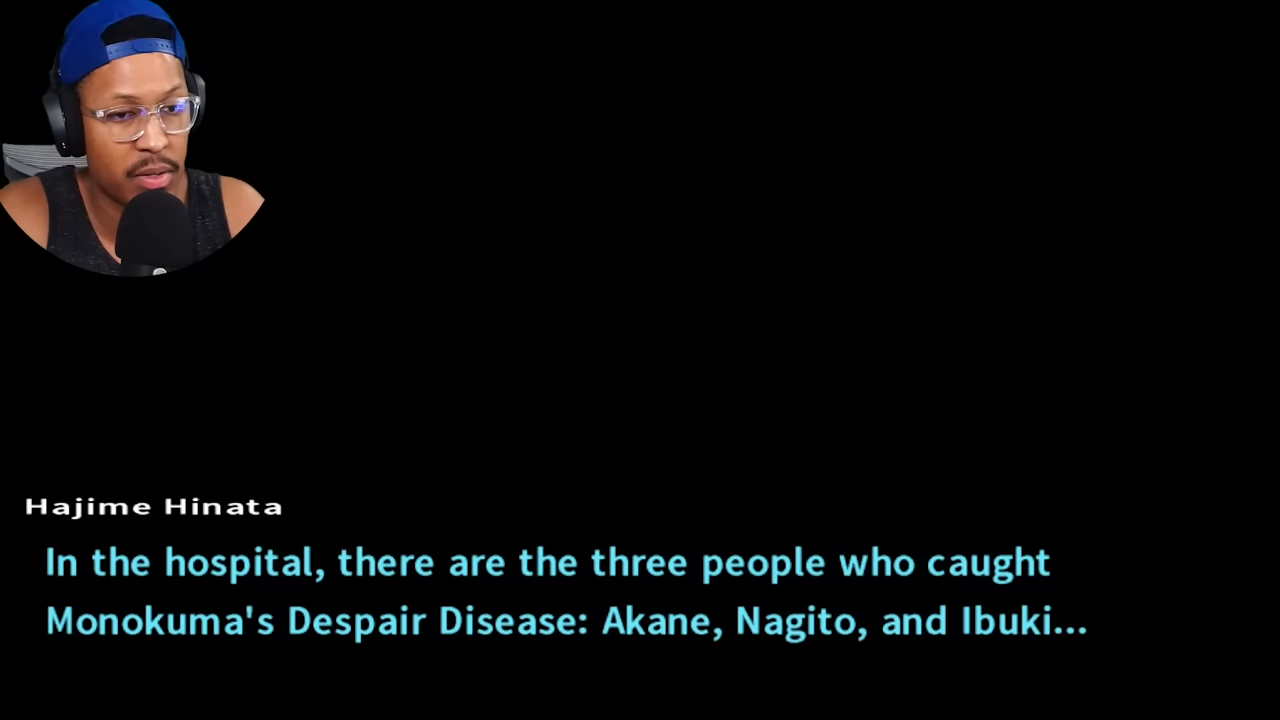 Hajime Hinata
In the hospital, there are the three people who caught
Monokuma's Despair Disease: Akane, Nagito, and Ibuki...